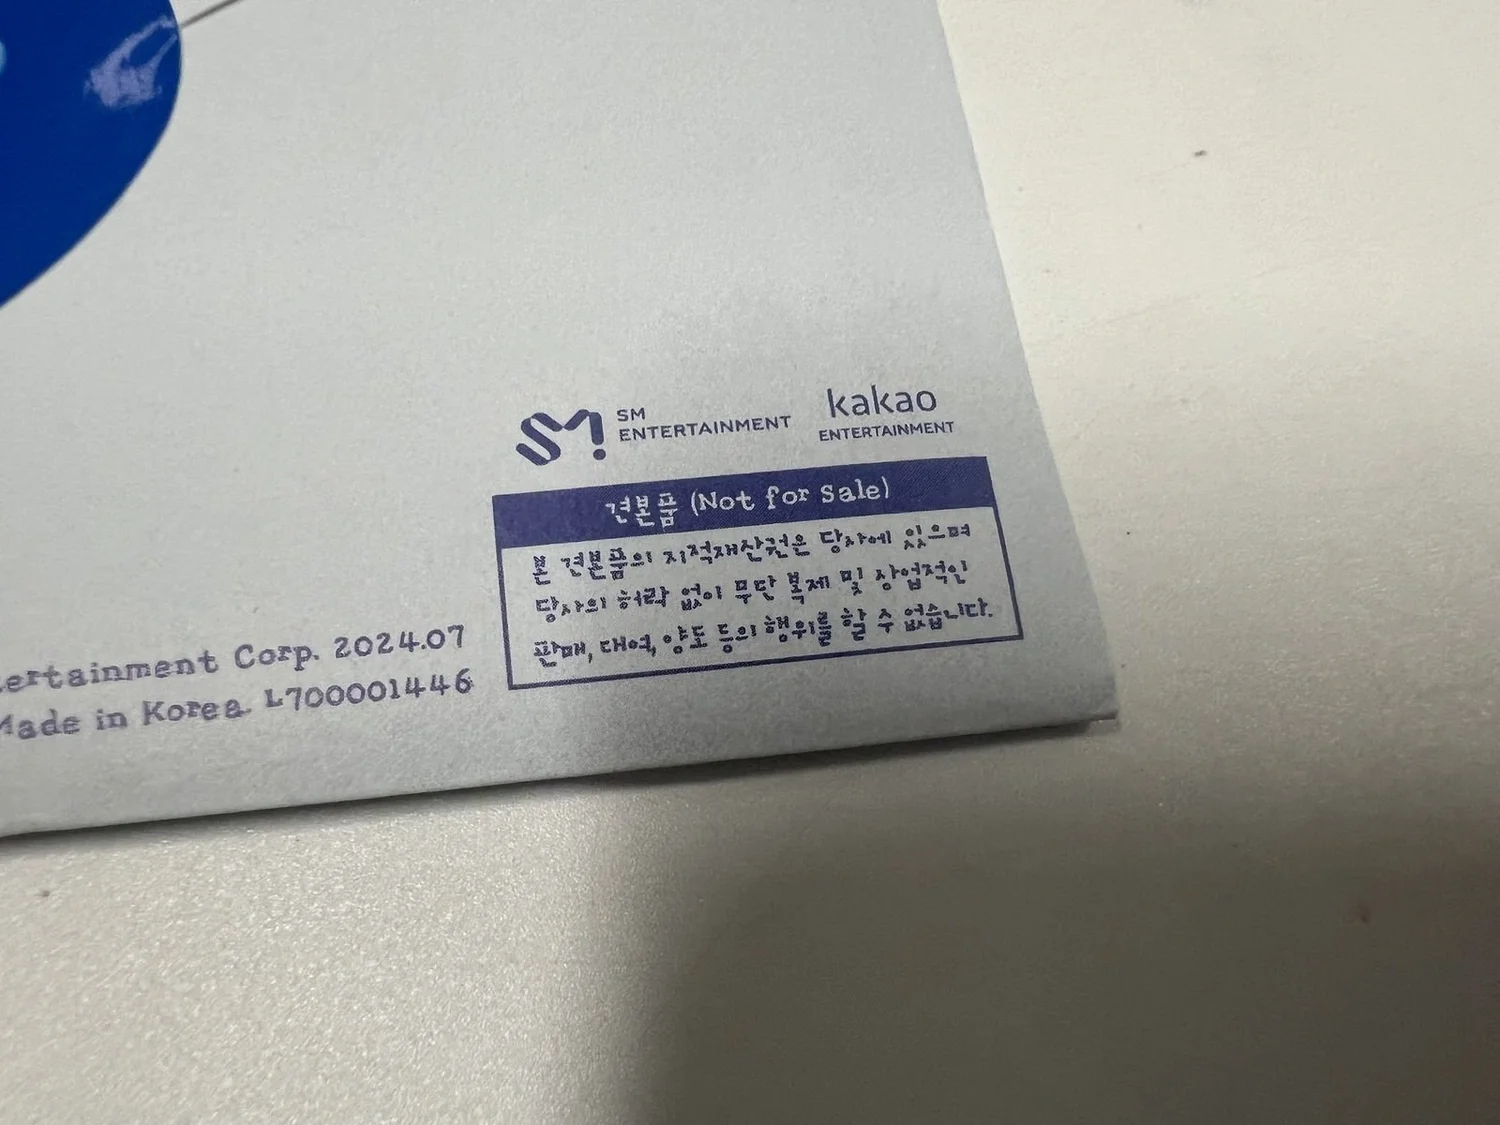 SM
ENTERTAINMENT
kakao
ENTERTAINMENT
견본품 (Not for Sale)
본 견본품의 지적재산권은 당사에 있으며
당사의 허락 없이 무단 복제 및 상업적인
판매, 대여, 양도 등의 행위를 할 수 없습니다.
ertainment Corp. 2024.07
Made in Korea. L700001446